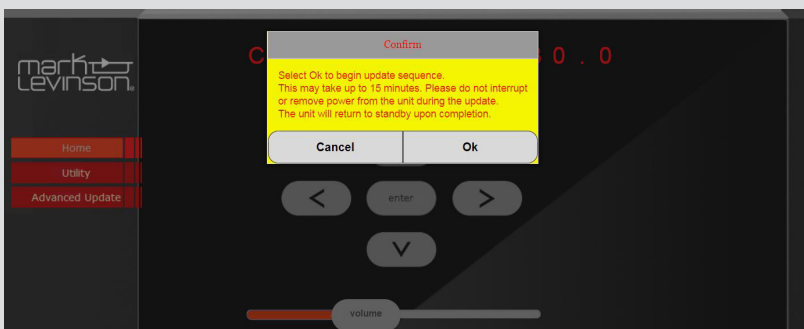 Confirm
mark
Levinson®
C 80.0
Select Ok to begin update sequence.
This may take up to 15 minutes. Please do not interrupt
or remove power from the unit during the update.
The unit will return to standby upon completion.
Cancel Ok
Home
Utility
Advanced Update
< enter >
volume